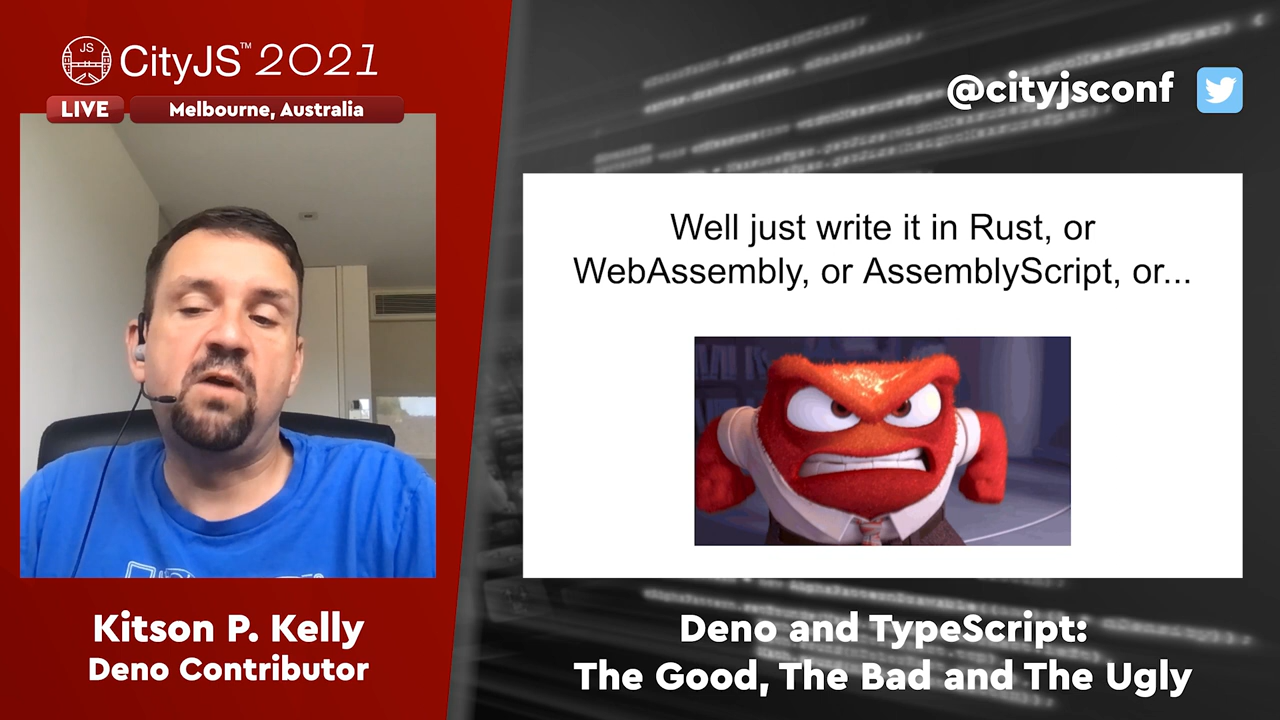 JS
CityJS™ 2021
LIVE
Melbourne, Australia
@cityjsconf
Well just write it in Rust, or
WebAssembly, or AssemblyScript, or...
Kitson P. Kelly
Deno Contributor
Deno and TypeScript:
The Good, The Bad and The Ugly